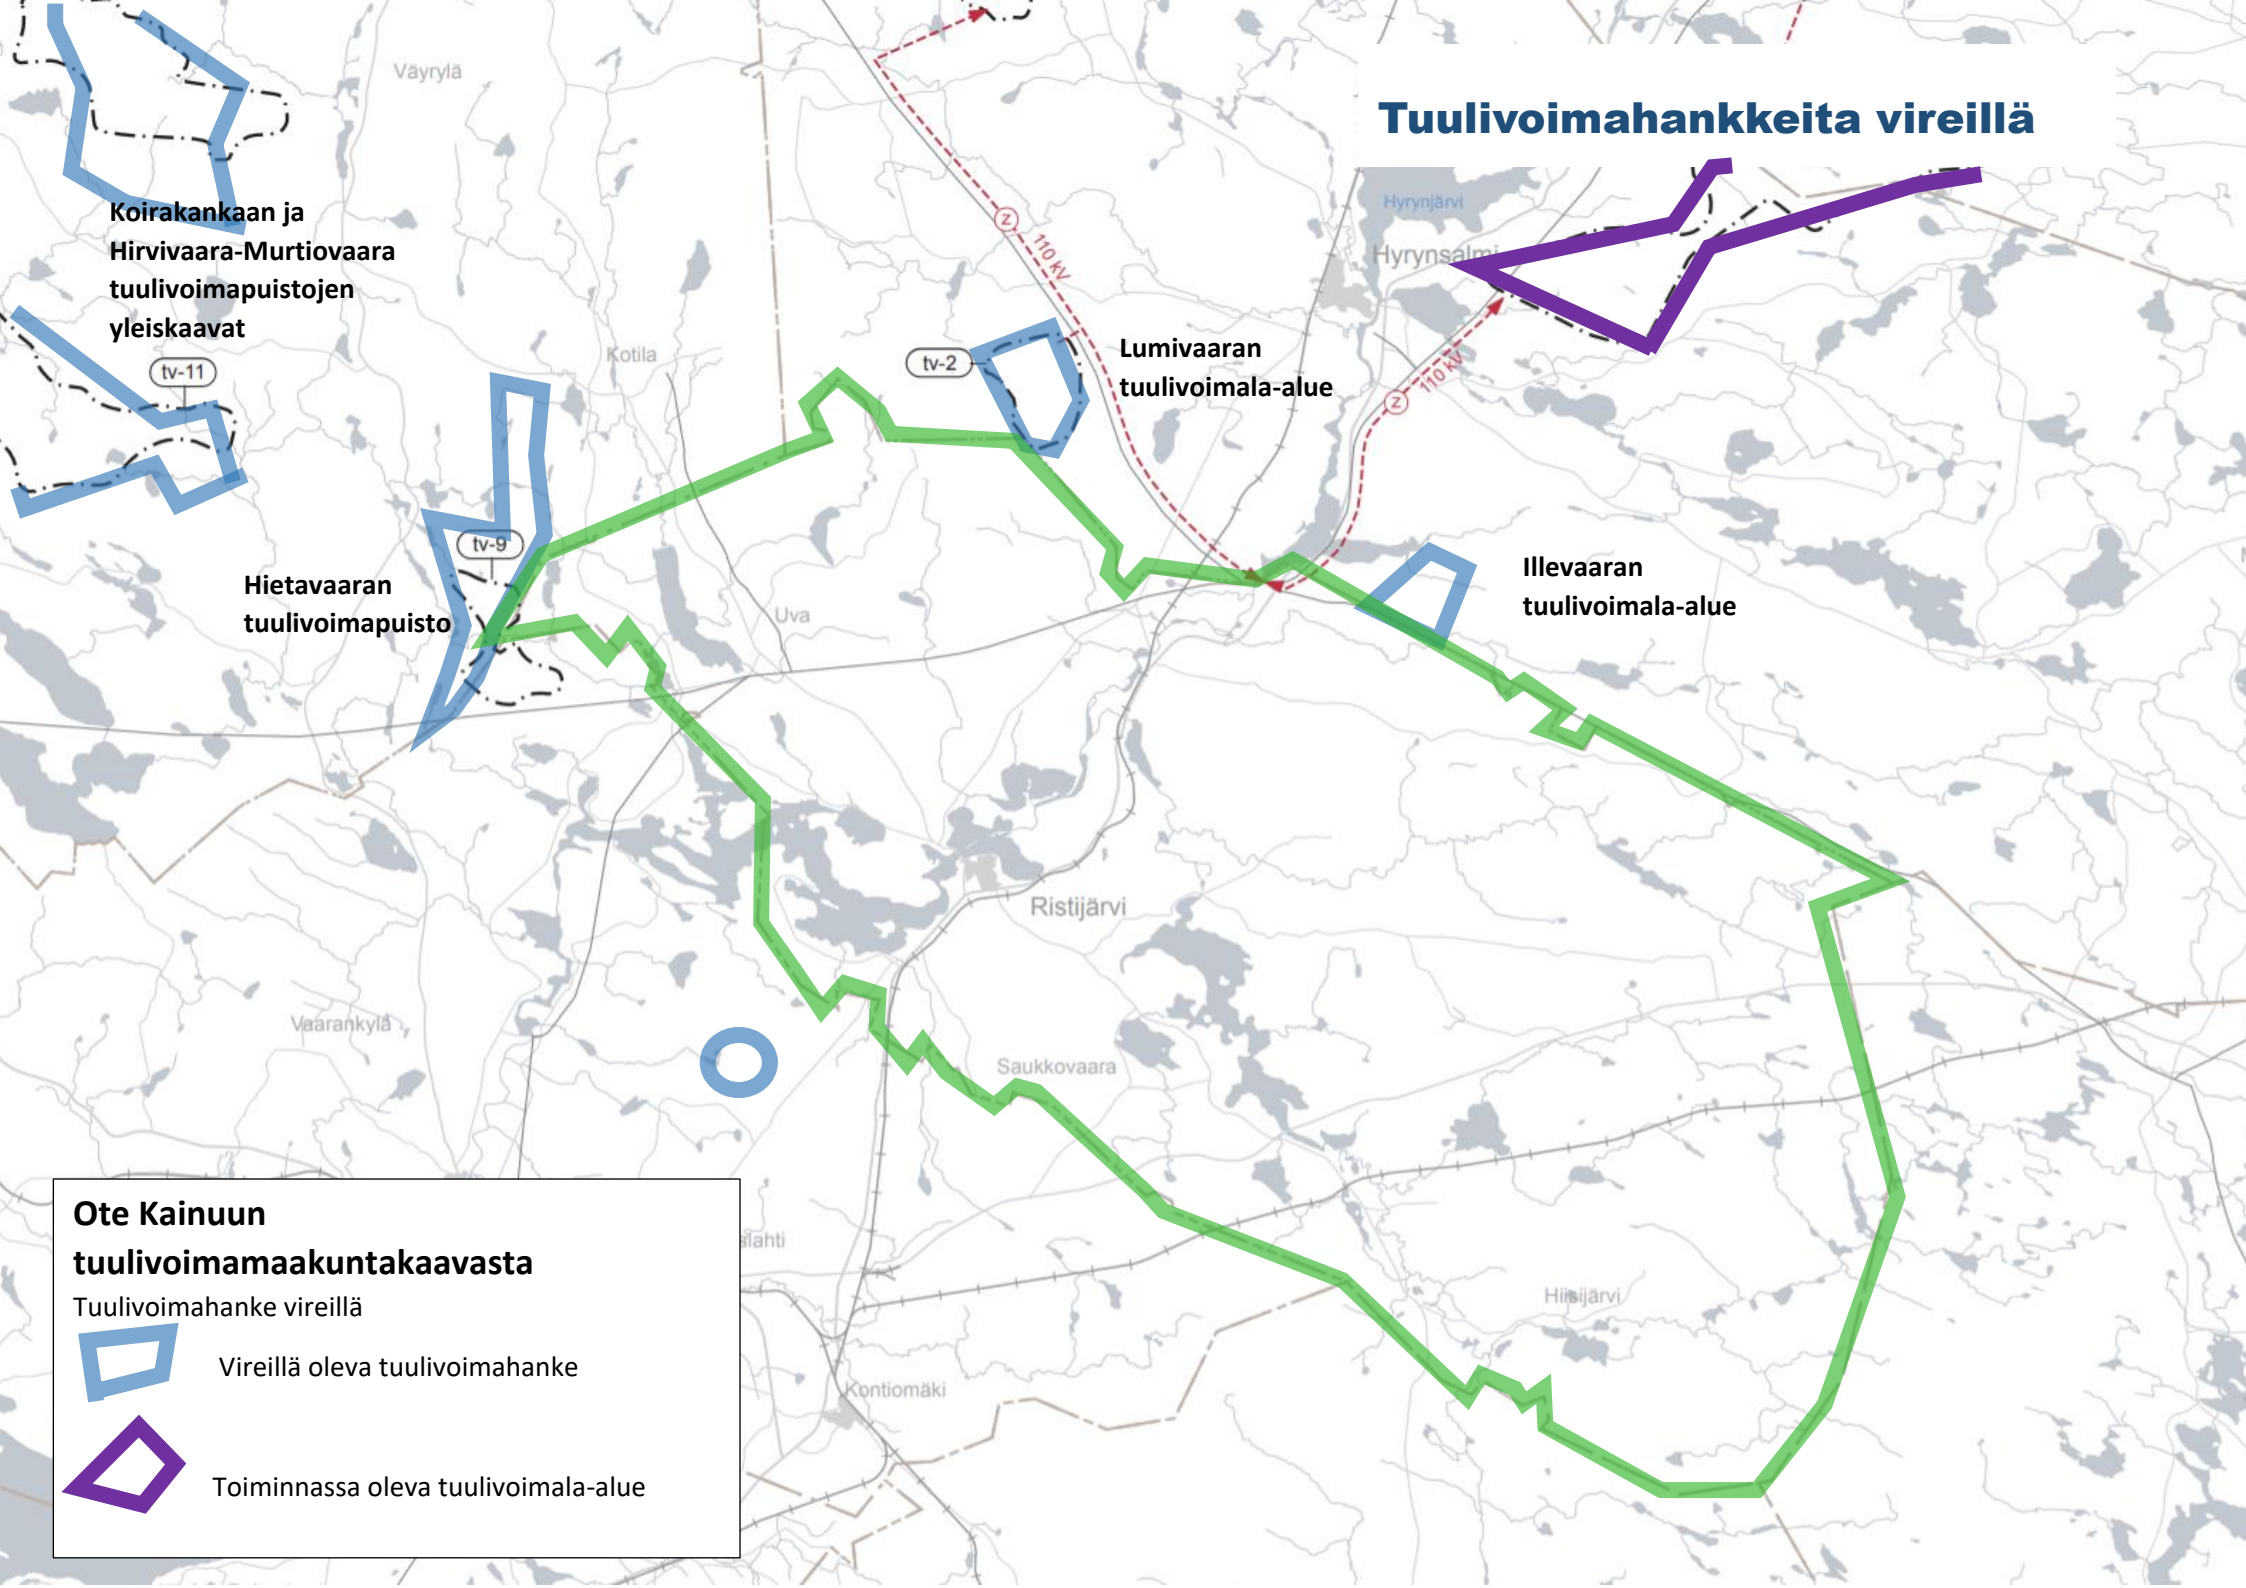 Tuulivoimahankkeita vireillä
Väyrylä
Koirakankaan ja
Hirvivaara-Murtiovaara
tuulivoimapuistojen
yleiskaavat
tv-11
Kotila
tv-2
Z
110 kV
Lumivaaran
tuulivoimala-alue
Hyrynjärvi
Hyrynsalmi
Z
110 kV
tv-9
Hietavaaran
tuulivoimapuisto
Uva
Illevaaran
tuulivoimala-alue
Ristijärvi
Vaarankylä
Saukkovaara
Hiisijärvi
Kontiomäki
Ote Kainuun
tuulivoimamaakuntakaavasta
Tuulivoimahanke vireillä
Vireillä oleva tuulivoimahanke
Toiminnassa oleva tuulivoimala-alue